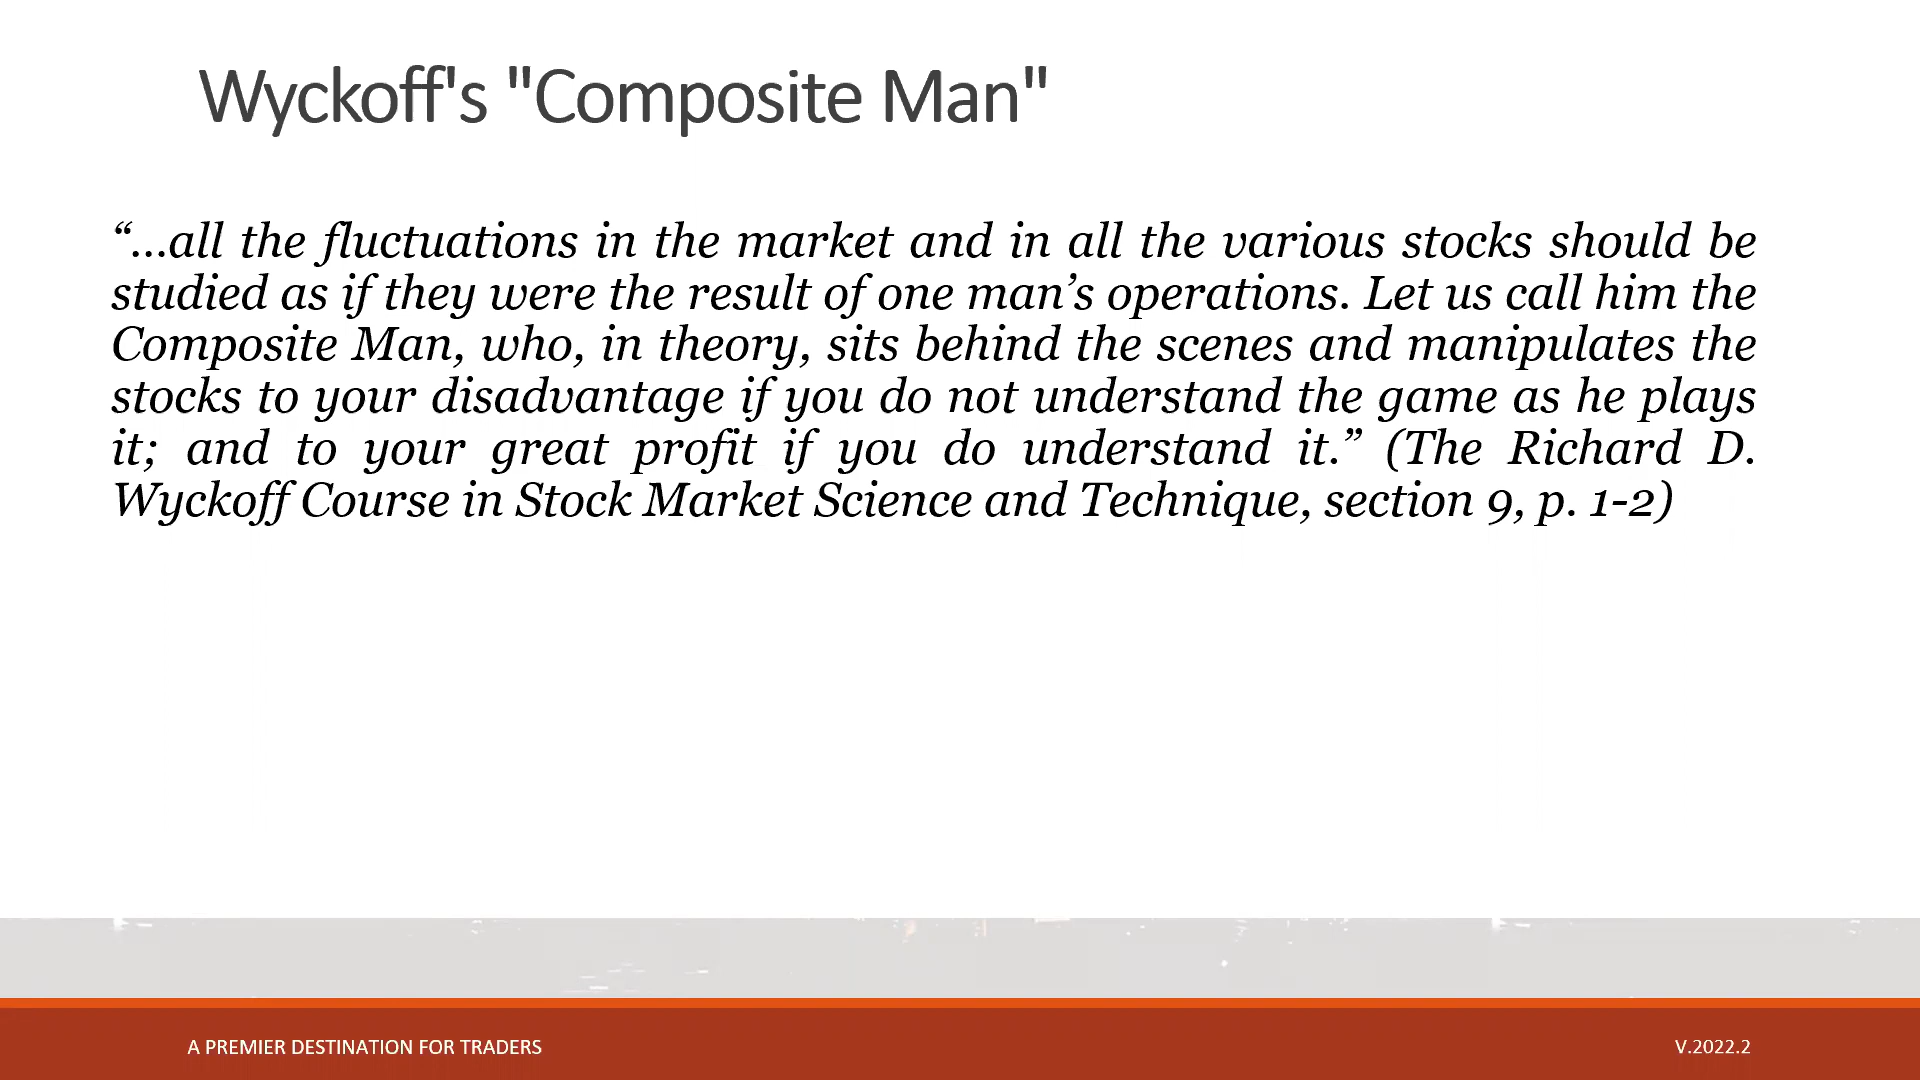 Wyckoff's "Composite Man"
“…all the fluctuations in the market and in all the various stocks should be
studied as if they were the result of one man’s operations. Let us call him the
Composite Man, who, in theory, sits behind the scenes and manipulates the
stocks to your disadvantage if you do not understand the game as he plays
it; and to your great profit if you do understand it.” (The Richard D.
Wyckoff Course in Stock Market Science and Technique, section 9, p. 1-2)
A PREMIER DESTINATION FOR TRADERS
V.2022.2